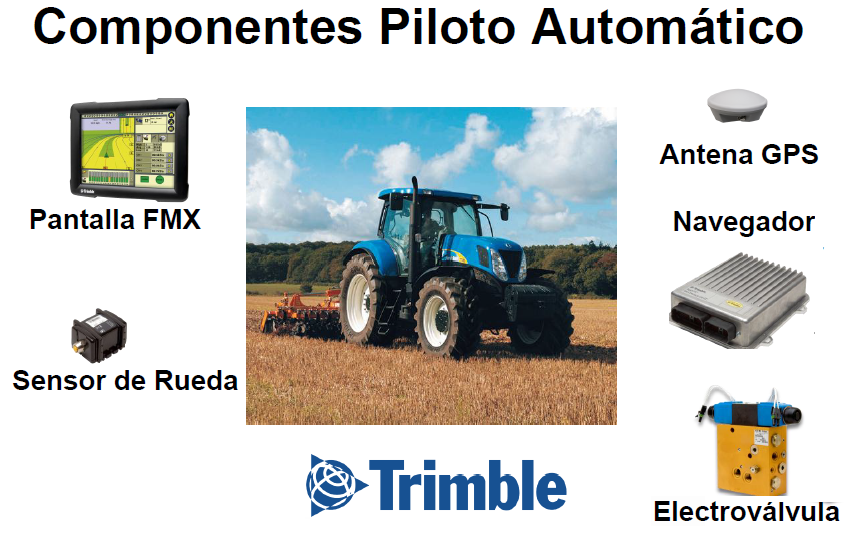 Componentes Piloto Automático
Pantalla FMX
Antena GPS
Navegador
Sensor de Rueda
Electroválvula
Trimble